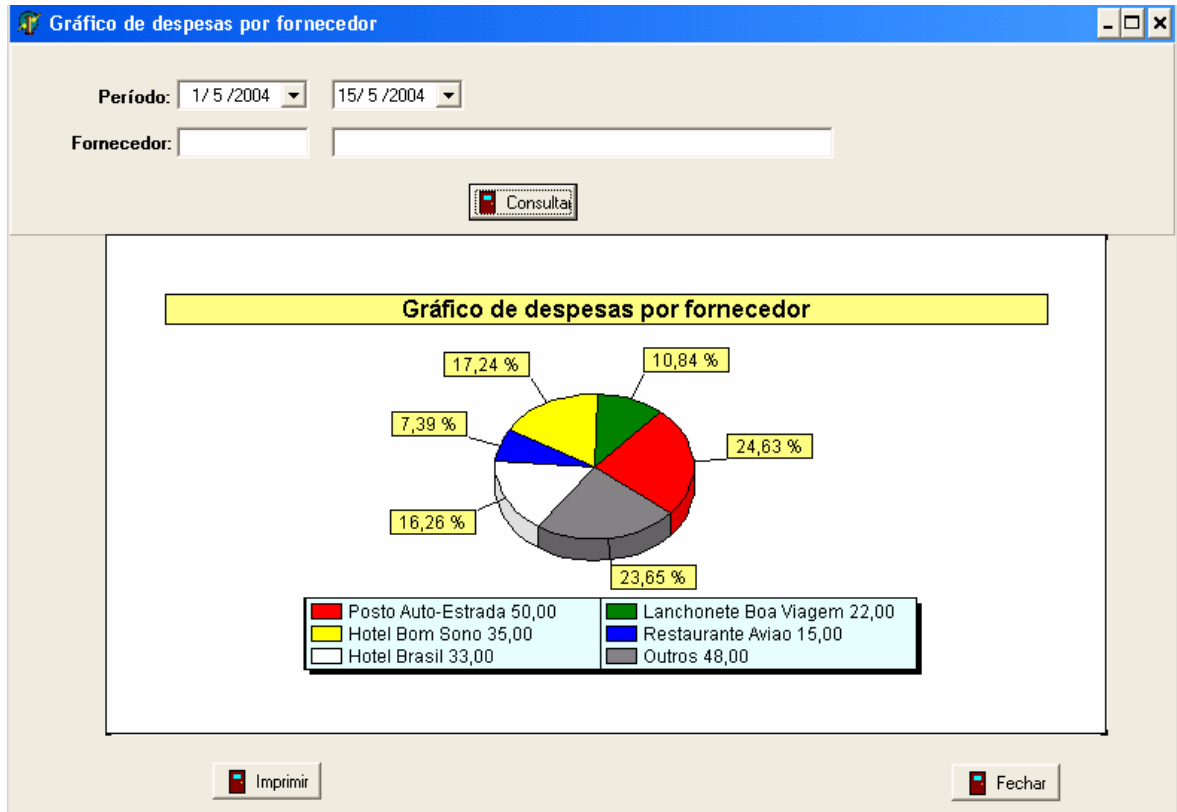 Gráfico de despesas por fornecedor
Período: 1/ 5 /2004 15/ 5 /2004
Fornecedor:
Consultar
Gráfico de despesas por fornecedor
17,24 % 10,84 %
7,39 % 24,63 %
16,26 %
23,65 %
Posto Auto-Estrada 50,00 Lanchonete Boa Viagem 22,00
Hotel Bom Sono 35,00 Restaurante Aviao 15,00
Hotel Brasil 33,00 Outros 48,00
Imprimir Fechar